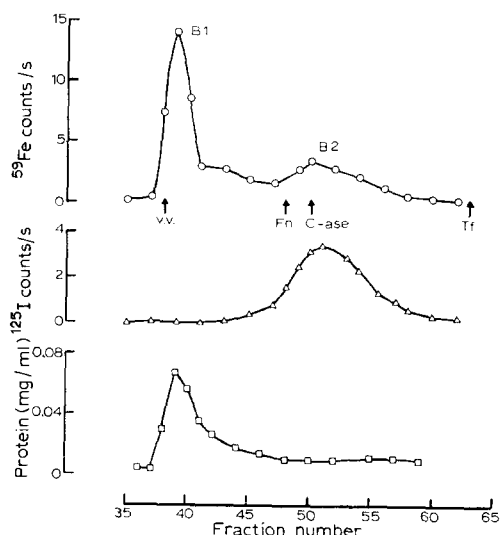 15
10
5
0
⁵⁹Fe counts/s
B1
B2
v.v.
Fn
C-ase
Tf
4
2
0
¹²⁵I counts/s
0.08
0.04
0
Protein (mg/ml)
35 40 45 50 55 60 65
Fraction number